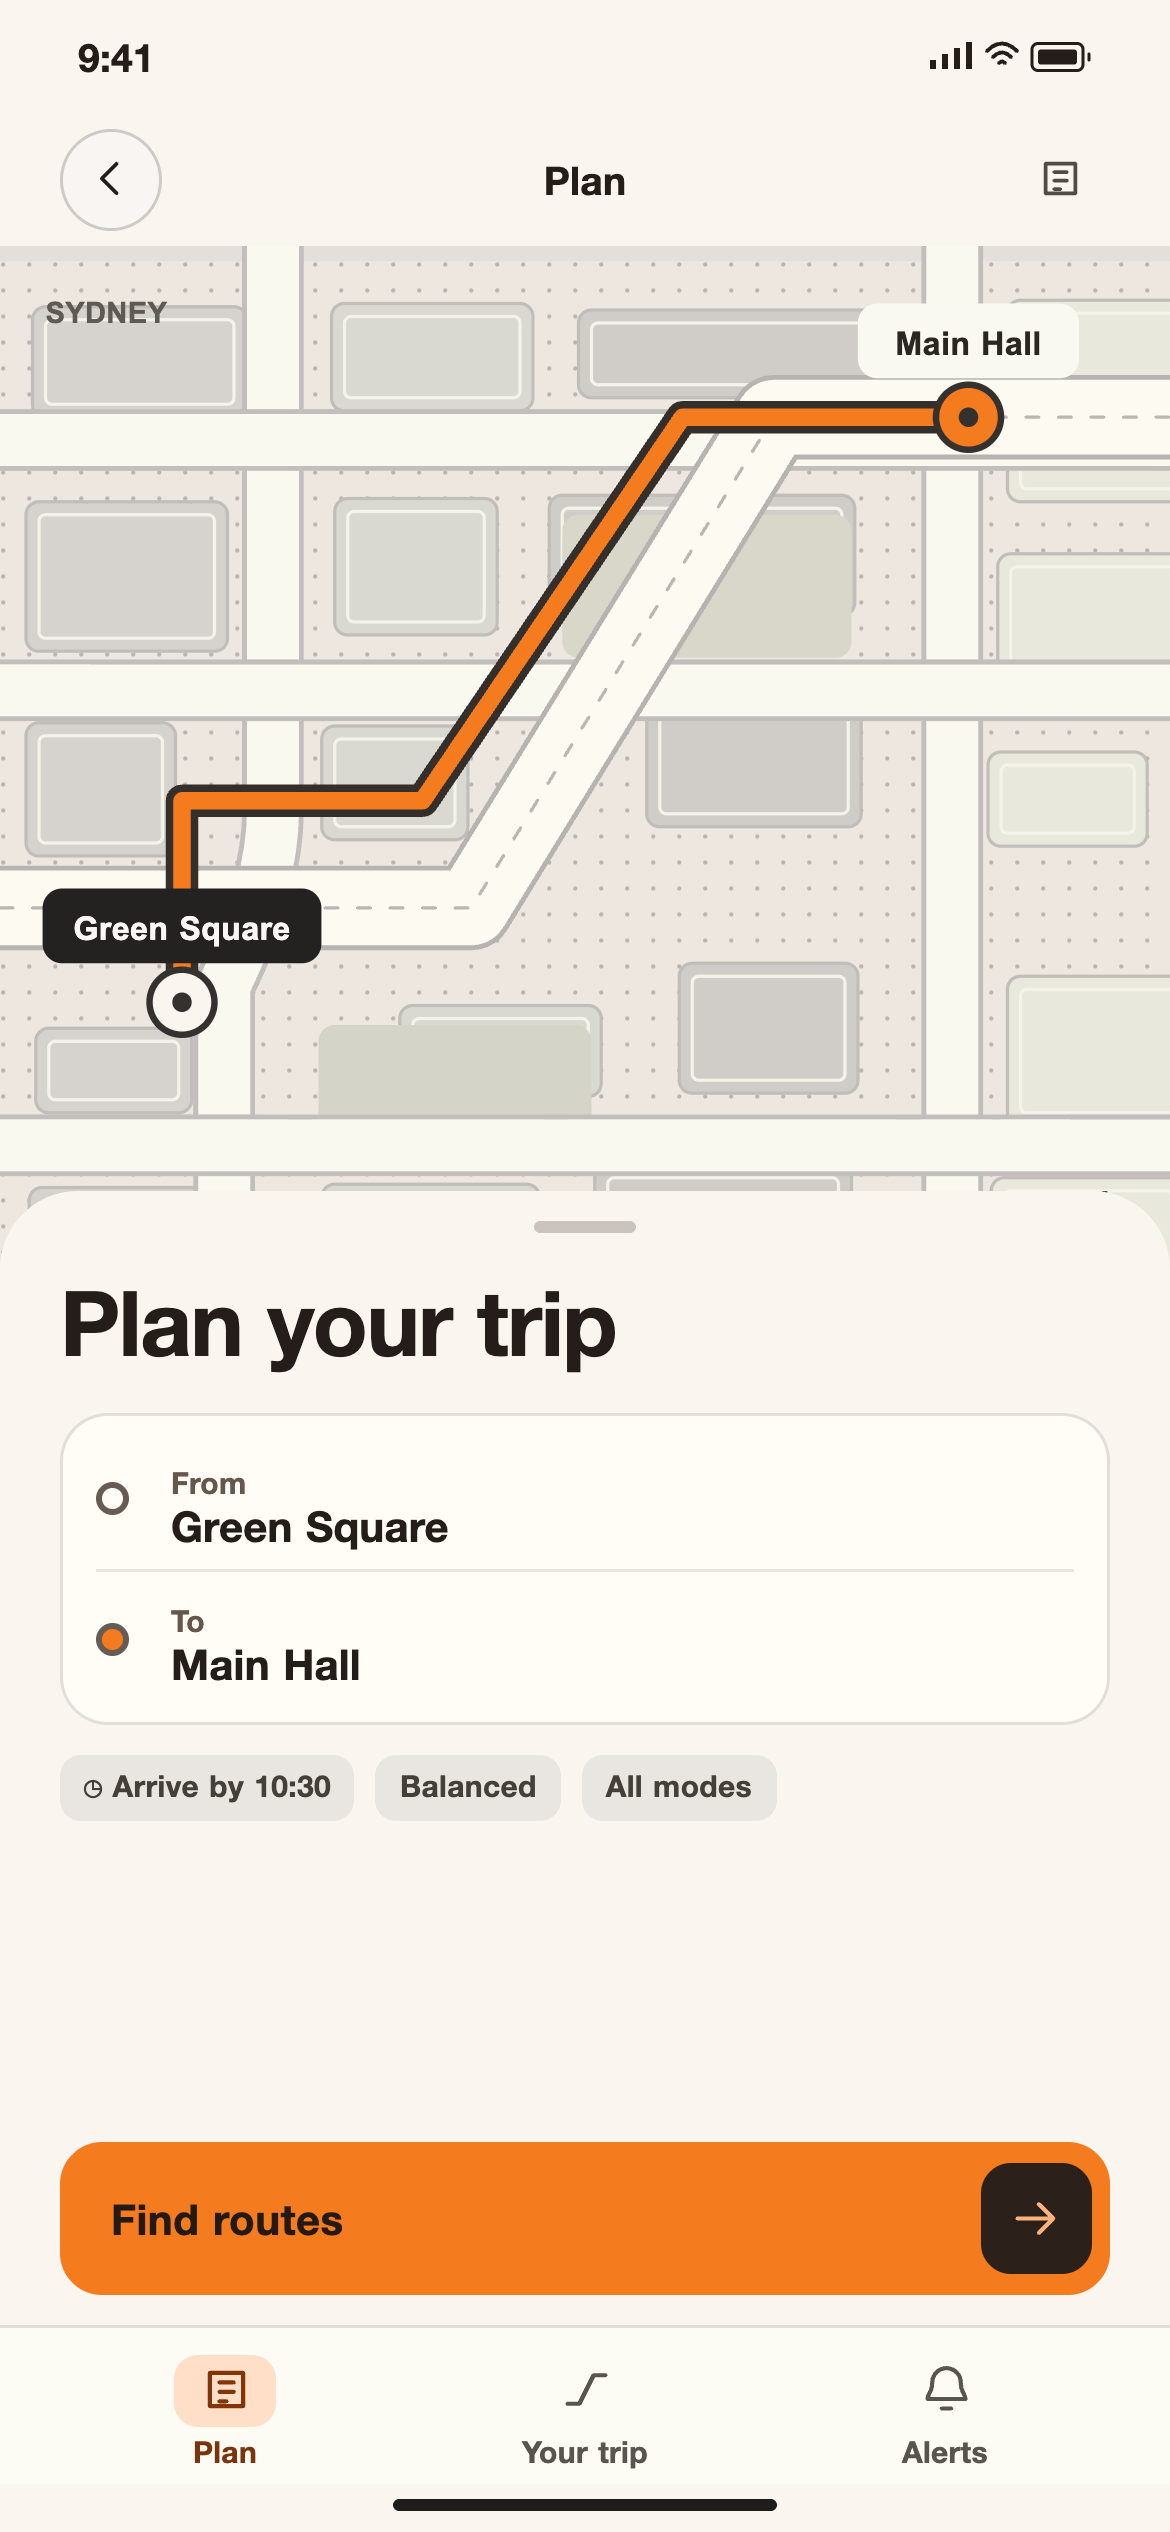 9:41
Plan
SYDNEY
Main Hall
Green Square
Plan your trip
From
Green Square
To
Main Hall
Arrive by 10:30
Balanced
All modes
Find routes
Plan
Your trip
Alerts